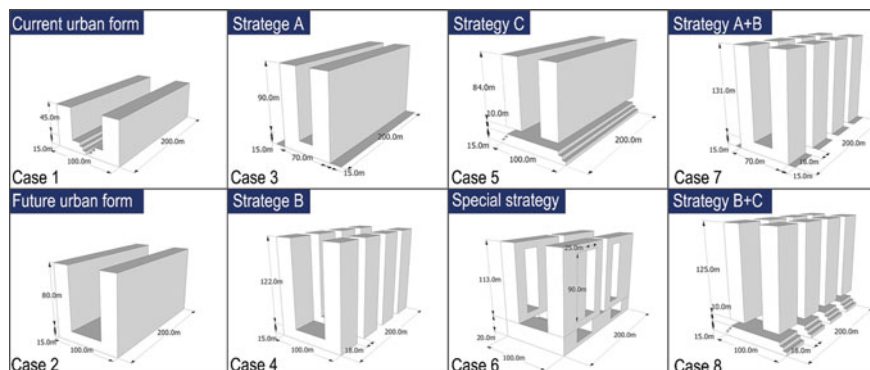 Current urban form
45.0m
15.0m
100.0m
200.0m
Case 1
Stratege A
90.0m
15.0m
70.0m
200.0m
15.0m
Case 3
Strategy C
84.0m
10.0m
15.0m
100.0m
200.0m
Case 5
Strategy A+B
131.0m
15.0m
70.0m
18.0m
15.0m
200.0m
Case 7
Future urban form
80.0m
15.0m
100.0m
200.0m
Case 2
Stratege B
122.0m
15.0m
100.0m
18.0m
200.0m
Case 4
Special strategy
25.0m
113.0m
90.0m
20.0m
100.0m
200.0m
Case 6
Strategy B+C
125.0m
10.0m
15.0m
100.0m
18.0m
200.0m
Case 8